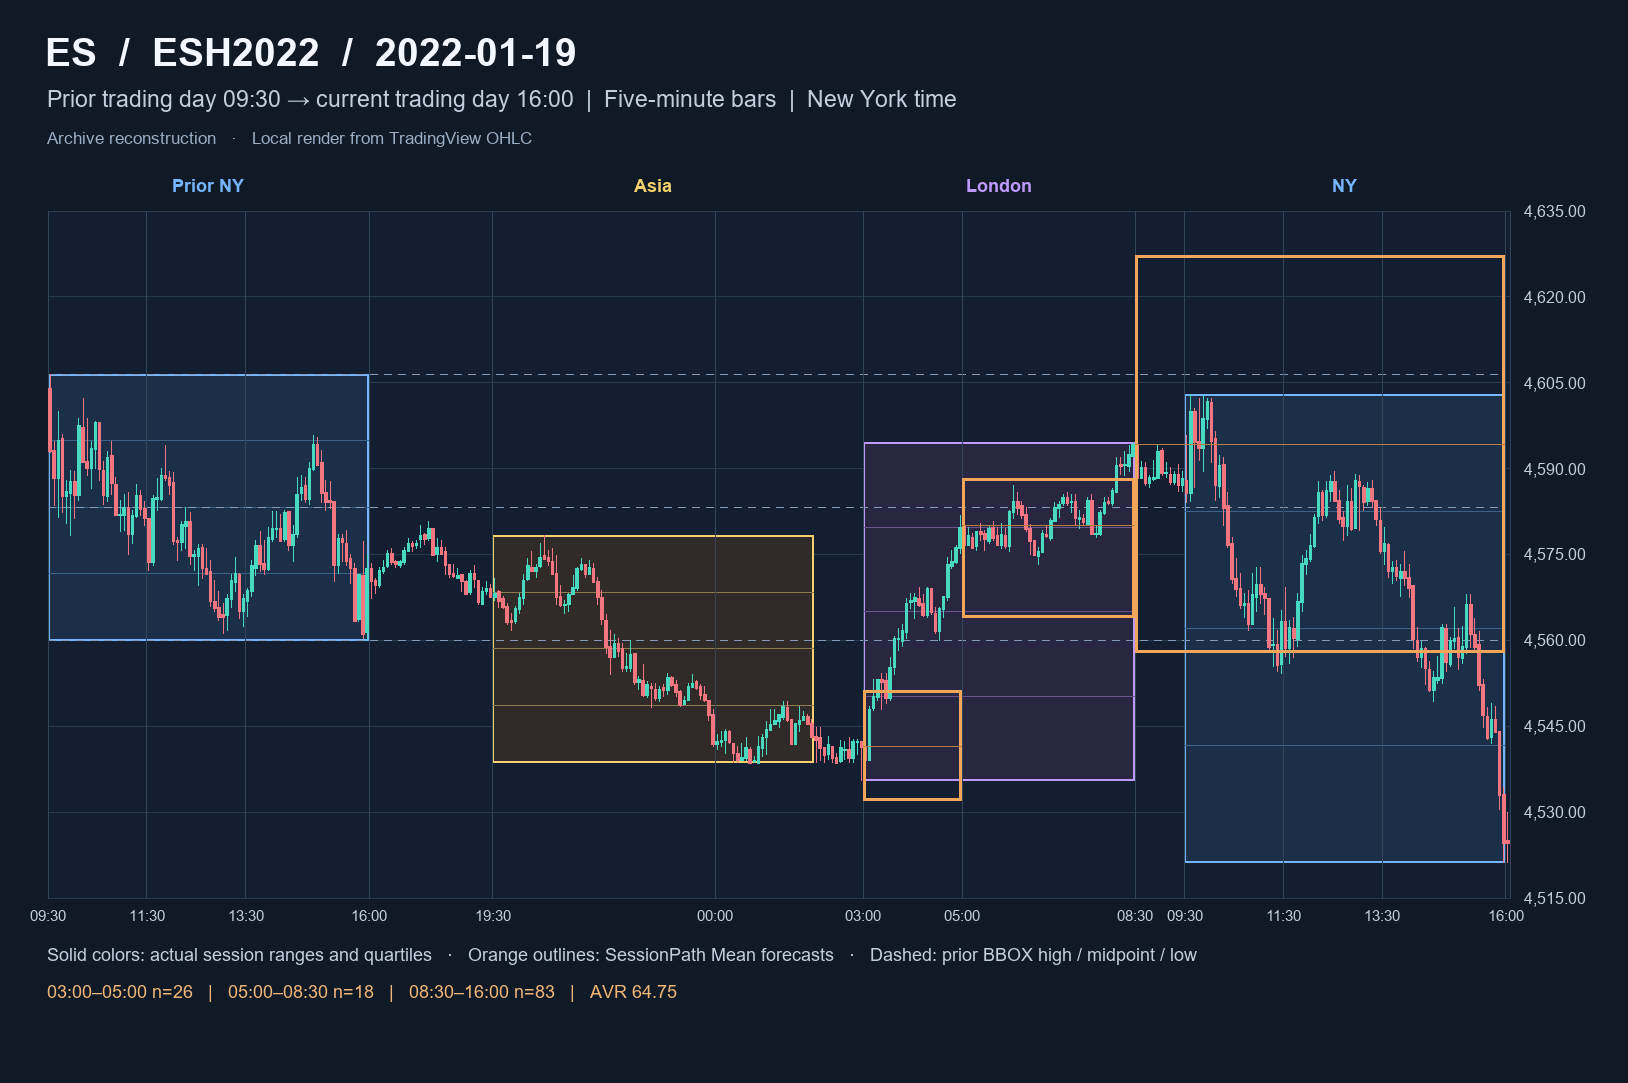 ES / ESH2022 / 2022-01-19
Prior trading day 09:30 → current trading day 16:00 | Five-minute bars | New York time
Archive reconstruction · Local render from TradingView OHLC
Prior NY Asia London NY
4,635.00
4,620.00
4,605.00
4,590.00
4,575.00
4,560.00
4,545.00
4,530.00
4,515.00
09:30 11:30 13:30 16:00 19:30 00:00 03:00 05:00 08:30 09:30 11:30 13:30 16:00
Solid colors: actual session ranges and quartiles · Orange outlines: SessionPath Mean forecasts · Dashed: prior BBOX high / midpoint / low
03:00–05:00 n=26 | 05:00–08:30 n=18 | 08:30–16:00 n=83 | AVR 64.75